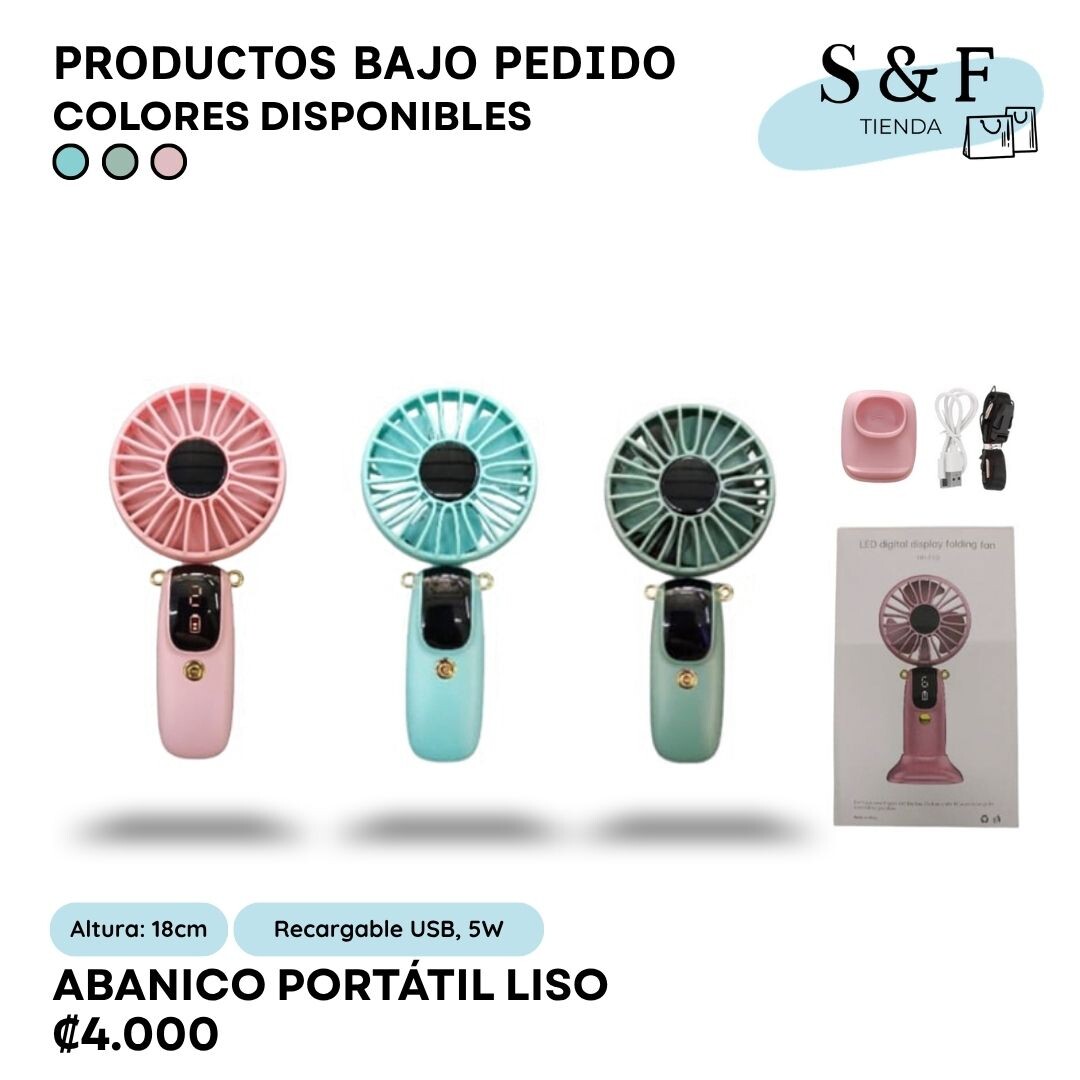 PRODUCTOS BAJO PEDIDO
COLORES DISPONIBLES
S & F
TIENDA
LED digital display folding fan
Altura: 18cm
Recargable USB, 5W
ABANICO PORTÁTIL LISO
₡4.000